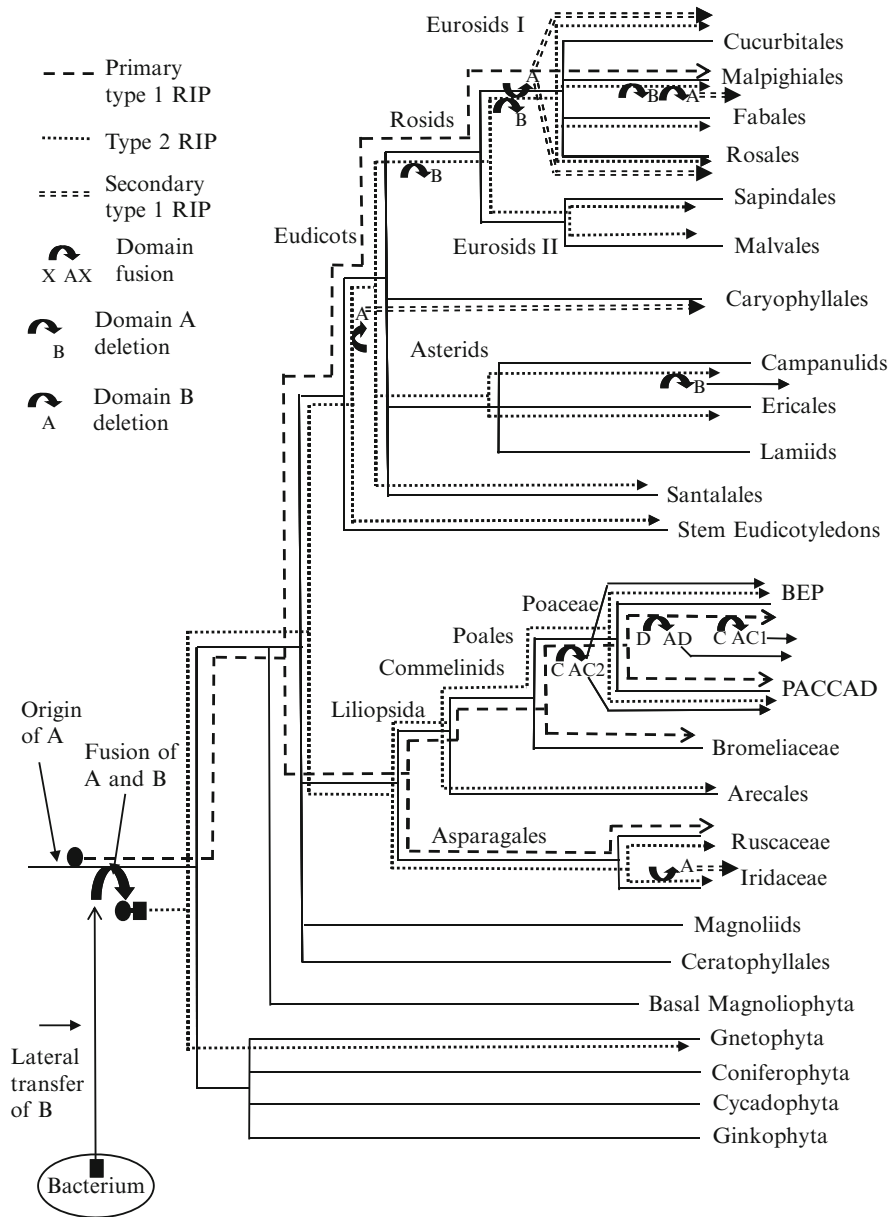 Primary
type 1 RIP
Type 2 RIP
Secondary
type 1 RIP
Domain
fusion
X AX
Domain A
deletion
B
Domain B
deletion
A
Eurosids I
Cucurbitales
A
Malpighiales
B
A
B
Rosids
Fabales
Rosales
B
Sapindales
Eudicots
Eurosids II
Malvales
Caryophyllales
A
Asterids
Campanulids
B
Ericales
Lamiids
Santalales
Stem Eudicotyledons
Poaceae
BEP
Poales
D AD
C AC1
Commelinids
C AC2
PACCAD
Liliopsida
Bromeliaceae
Arecales
Origin
of A
Fusion of
A and B
Asparagales
Ruscaceae
A
Iridaceae
Magnoliids
Ceratophyllales
Basal Magnoliophyta
Gnetophyta
Lateral
transfer
of B
Coniferophyta
Cycadophyta
Ginkophyta
Bacterium